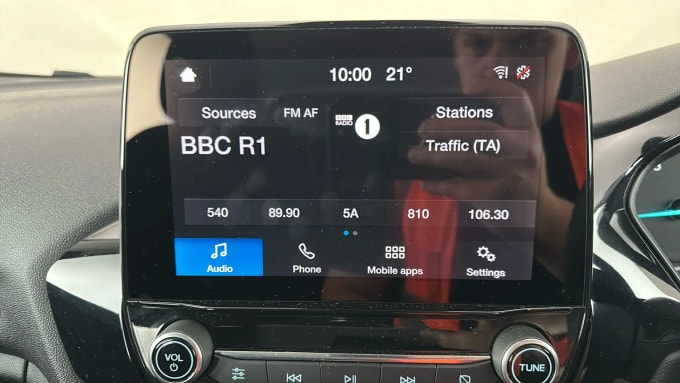 10:00 21°
Sources FM AF BBC RADIO 1 Stations
BBC R1 Traffic (TA)
540 89.90 5A 810 106.30
Audio Phone Mobile apps Settings
VOL TUNE
3